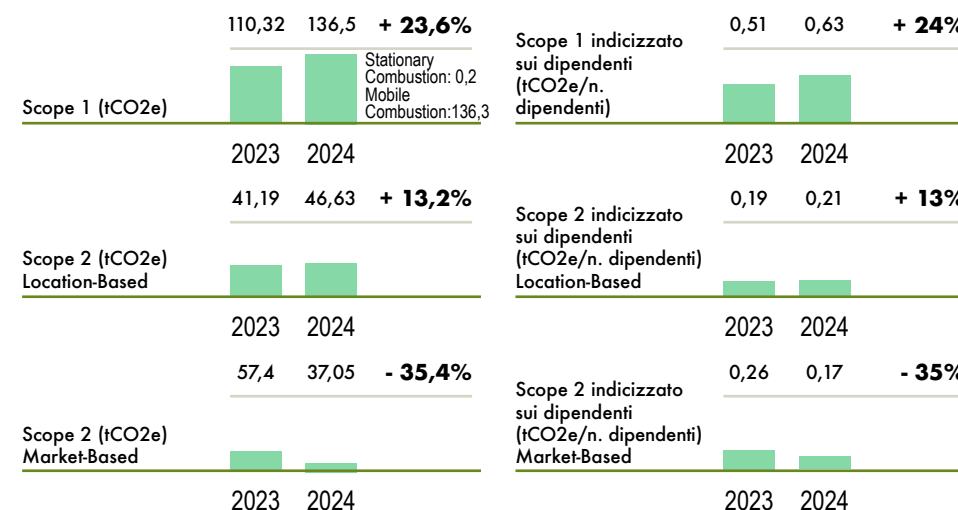 110,32 136,5 + 23,6%
Stationary
Combustion: 0,2
Mobile
Combustion:136,3
Scope 1 (tCO2e)
2023 2024
0,51 0,63 + 24%
Scope 1 indicizzato
sui dipendenti
(tCO2e/n.
dipendenti)
2023 2024
41,19 46,63 + 13,2%
Scope 2 (tCO2e)
Location-Based
2023 2024
0,19 0,21 + 13%
Scope 2 indicizzato
sui dipendenti
(tCO2e/n. dipendenti)
Location-Based
2023 2024
57,4 37,05 - 35,4%
Scope 2 (tCO2e)
Market-Based
2023 2024
0,26 0,17 - 35%
Scope 2 indicizzato
sui dipendenti
(tCO2e/n. dipendenti)
Market-Based
2023 2024